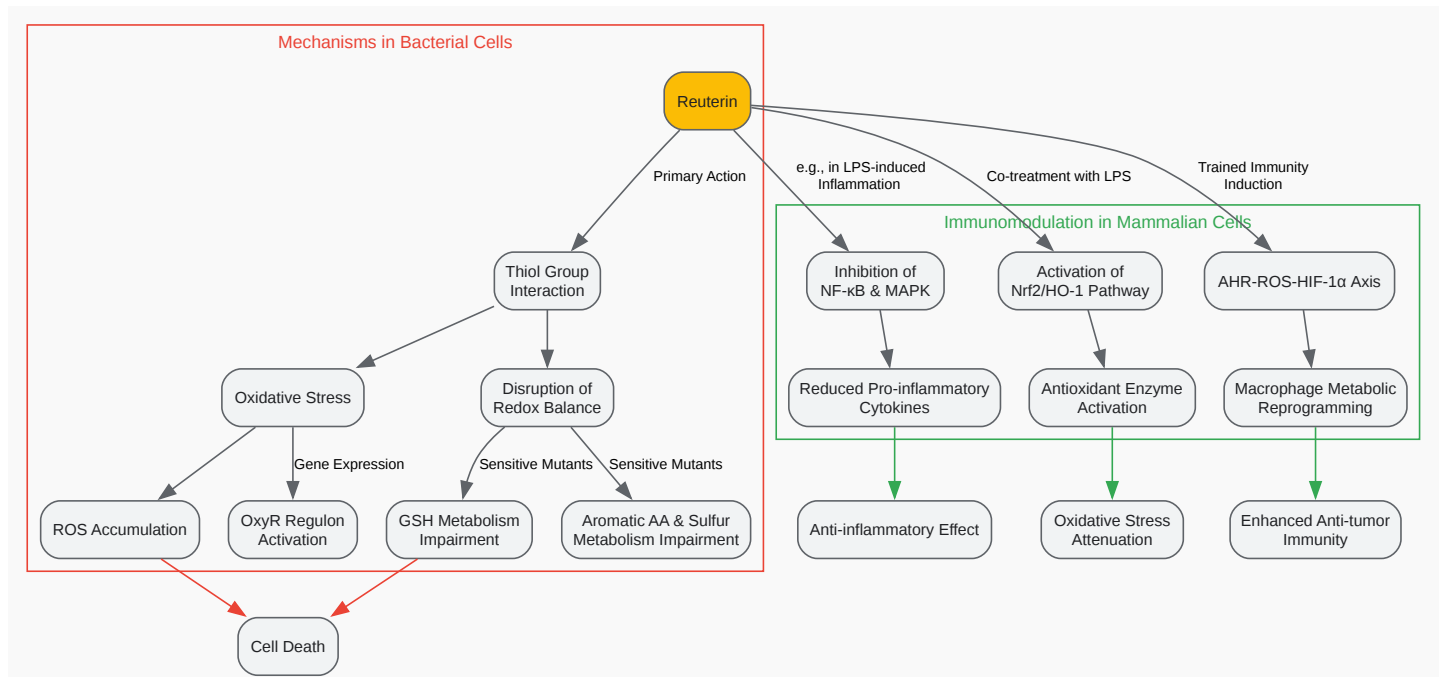 Mechanisms in Bacterial Cells
Reuterin
Primary Action
e.g., in LPS-induced
Inflammation
Co-treatment with LPS
Trained Immunity
Induction
Immunomodulation in Mammalian Cells
Thiol Group
Interaction
Inhibition of
NF-κB & MAPK
Activation of
Nrf2/HO-1 Pathway
AHR-ROS-HIF-1α Axis
Oxidative Stress
Disruption of
Redox Balance
Reduced Pro-inflammatory
Cytokines
Antioxidant Enzyme
Activation
Macrophage Metabolic
Reprogramming
Gene Expression
Sensitive Mutants
Sensitive Mutants
ROS Accumulation
OxyR Regulon
Activation
GSH Metabolism
Impairment
Aromatic AA & Sulfur
Metabolism Impairment
Anti-inflammatory Effect
Oxidative Stress
Attenuation
Enhanced Anti-tumor
Immunity
Cell Death